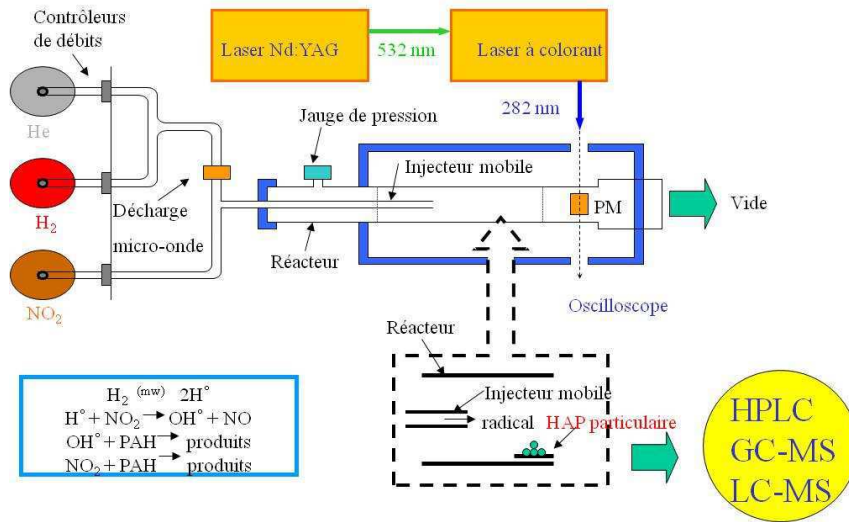 Contrôleurs
de débits
Laser Nd:YAG
532 nm
Laser à colorant
282 nm
He
Jauge de pression
Injecteur mobile
H₂
Décharge
micro-onde
Réacteur
PM
Vide
NO₂
Oscilloscope
Réacteur
Injecteur mobile
radical
HAP particulaire
H₂ (mw) 2H°
H° + NO₂ → OH° + NO
OH° + PAH → produits
NO₂ + PAH → produits
HPLC
GC-MS
LC-MS